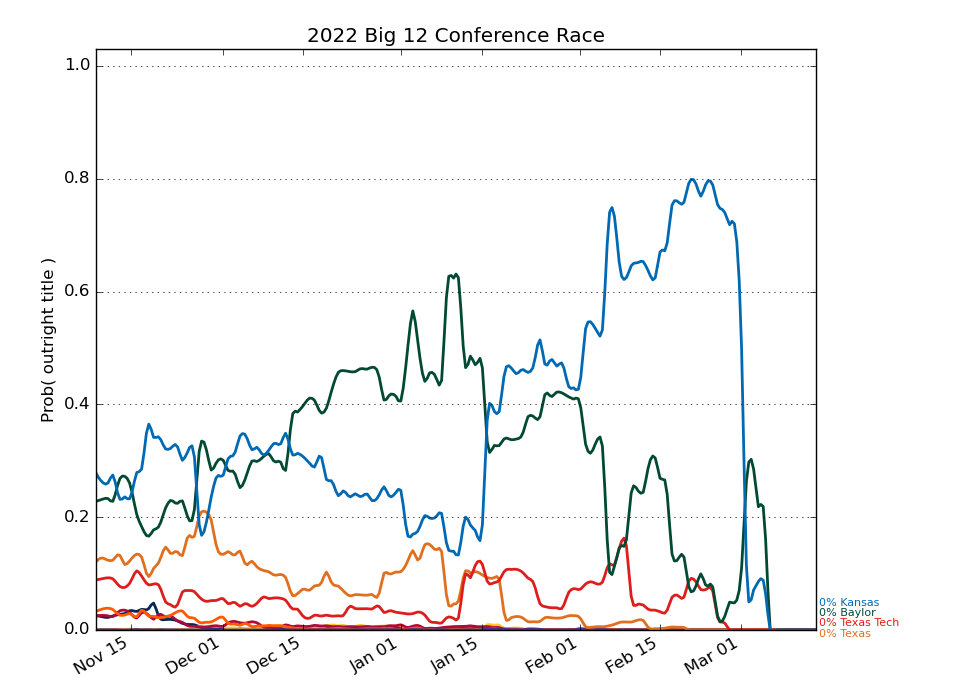 2022 Big 12 Conference Race
1.0
0.8
0.6
0.4
0.2
0.0
Prob( outright title )
Nov 15
Dec 01
Dec 15
Jan 01
Jan 15
Feb 01
Feb 15
Mar 01
0% Kansas
0% Baylor
0% Texas Tech
0% Texas